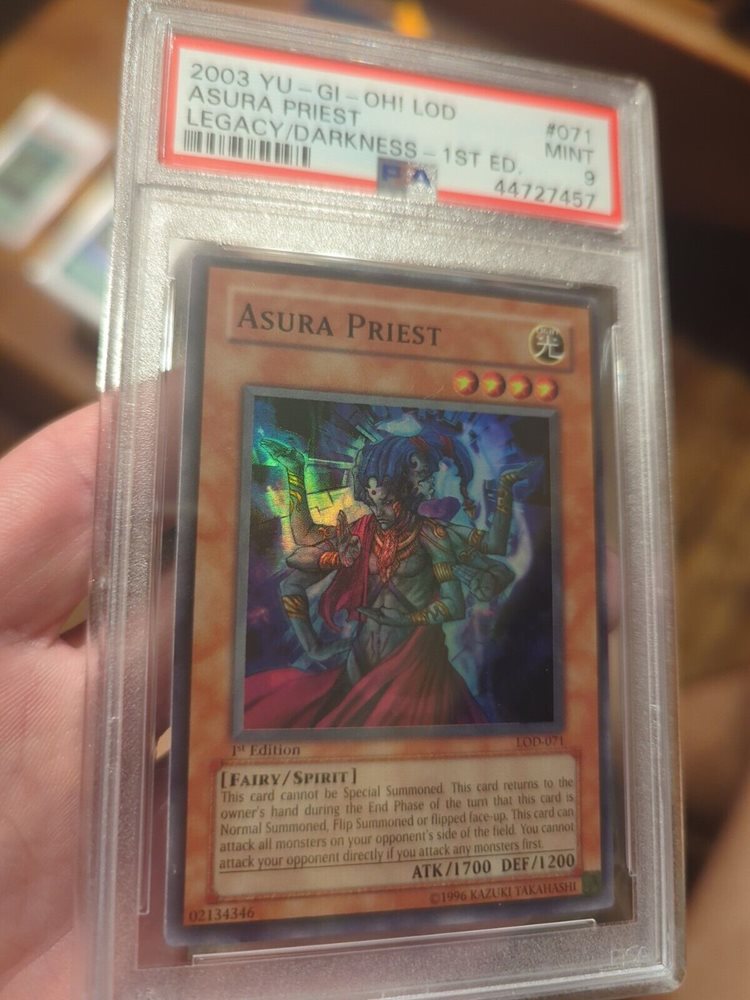 2003 YU-GI-OH! LOD #071
ASURA PRIEST MINT
LEGACY/DARKNESS-1ST ED. 9
PSA 44727457
ASURA PRIEST
光
1st Edition LOD-071
[FAIRY/SPIRIT]
This card cannot be Special Summoned. This card returns to the
owner's hand during the End Phase of the turn that this card is
Normal Summoned, Flip Summoned or flipped face-up. This card can
attack all monsters on your opponent's side of the field. You cannot
attack your opponent directly if you attack any monsters first.
ATK/1700 DEF/1200
02134346 ©1996 KAZUKI TAKAHASHI